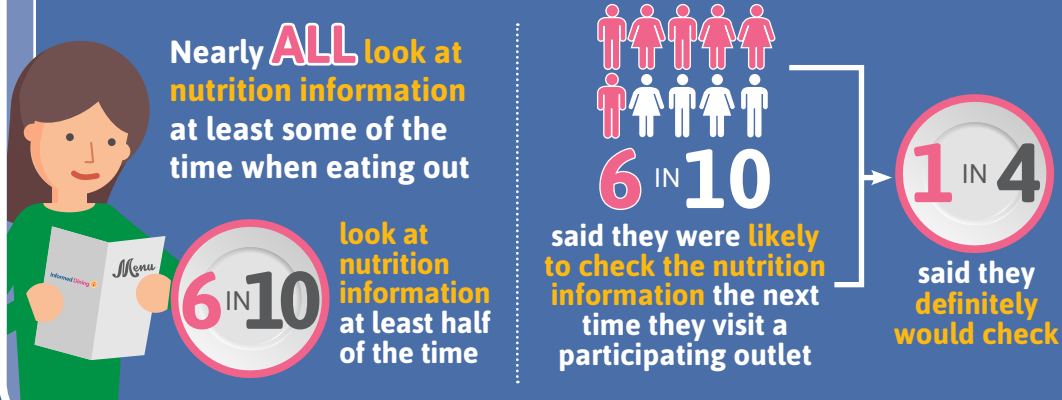 Nearly ALL look at
nutrition information
at least some of the
time when eating out
Informed Dining
Menu
6 IN 10
look at
nutrition
information
at least half
of the time
6 IN 10
said they were likely
to check the nutrition
information the next
time they visit a
participating outlet
1 IN 4
said they
definitely
would check